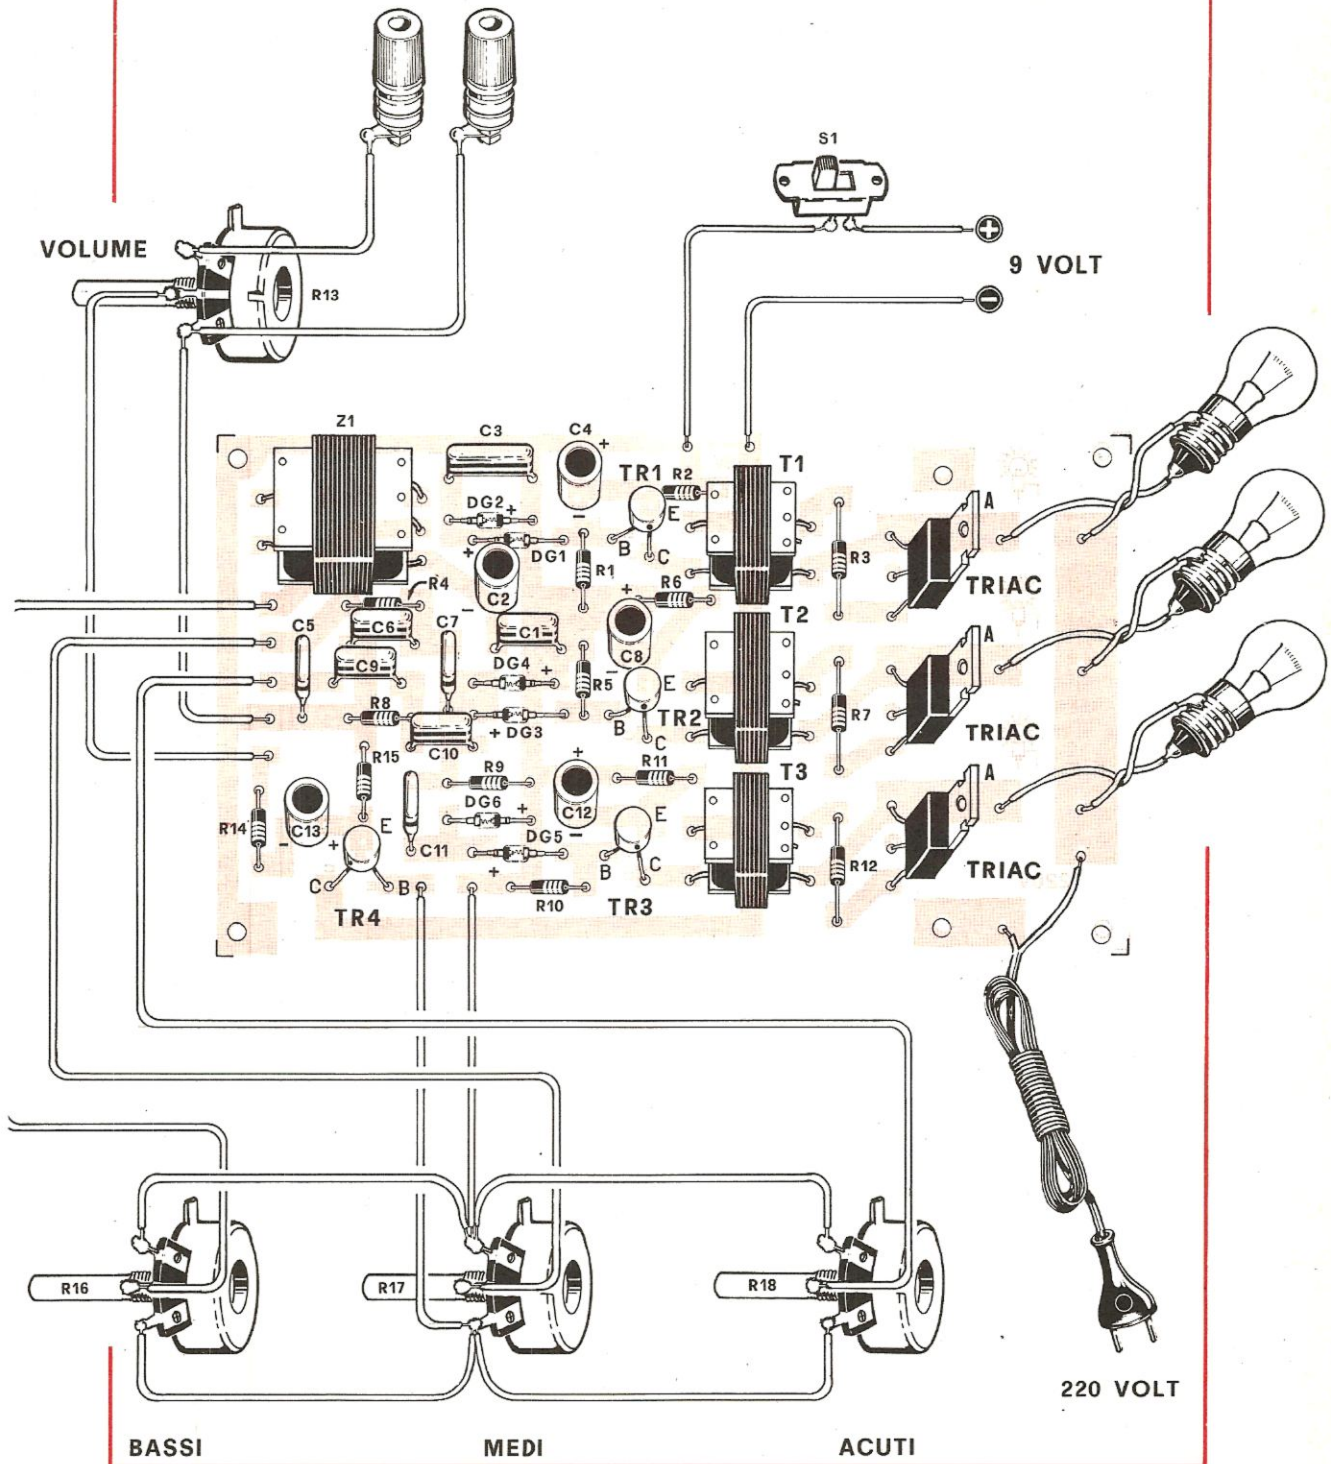 S1
VOLUME
+
9 VOLT
R13
-
Z1
C3
C4
+
T1
TR1
R2
A
DG2
+
E
-
+
DG1
B
C
R3
R1
R4
C2
R6
TRIAC
-
+
T2
C5
C6
C7
C1
A
C9
DG4
+
C8
-
E
R5
B
R7
R8
TR2
+
DG3
C
TRIAC
C10
R15
+
T3
R9
R11
A
DG6
+
C12
R14
C13
-
+
E
-
DG5
E
B
C
C11
+
R12
TRIAC
C
B
R10
TR3
TR4
R16
R17
R18
220 VOLT
BASSI
MEDI
ACUTI